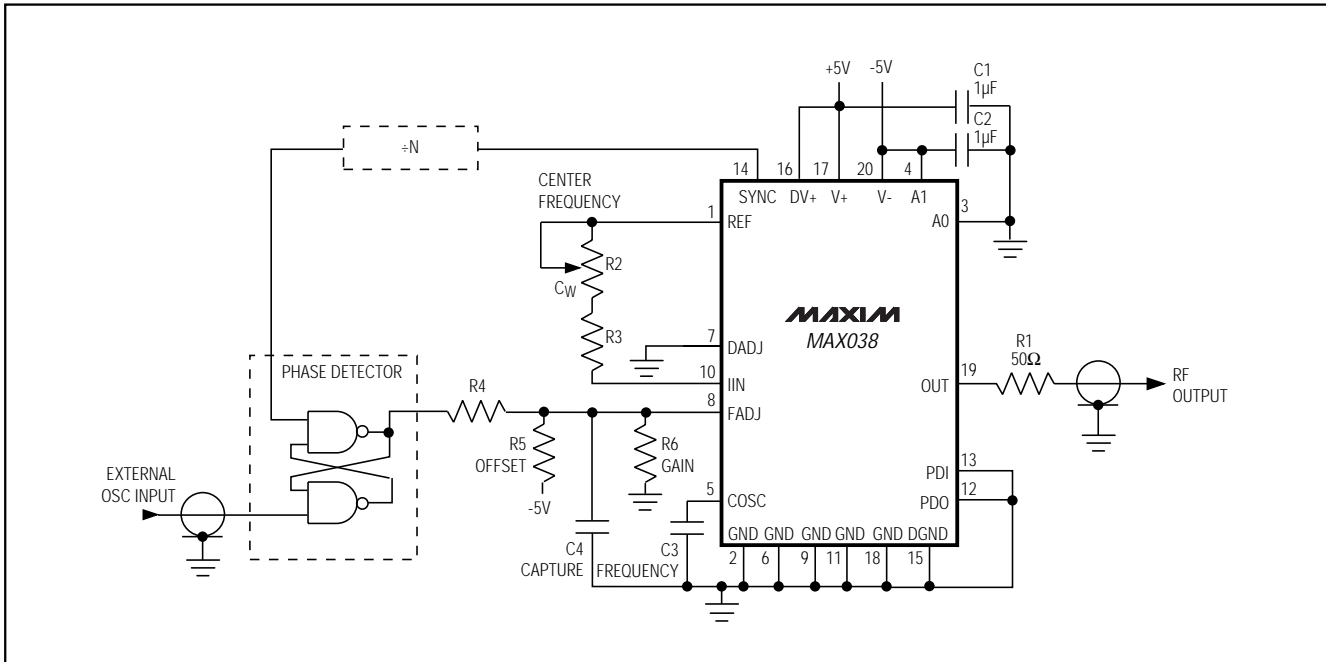 +5V
-5V
C1
1µF
C2
1µF
÷N
14
16
17
20
4
SYNC
DV+
V+
V-
A1
CENTER
FREQUENCY
1
REF
A0
3
R2
CW
MAXIM
MAX038
R3
7
DADJ
R1
50Ω
PHASE DETECTOR
10
IIN
OUT
19
RF
OUTPUT
R4
8
FADJ
R5
OFFSET
R6
GAIN
-5V
EXTERNAL
OSC INPUT
PDI
13
5
COSC
PDO
12
GND
GND
GND
GND
GND
DGND
C4
CAPTURE
C3
FREQUENCY
2
6
9
11
18
15